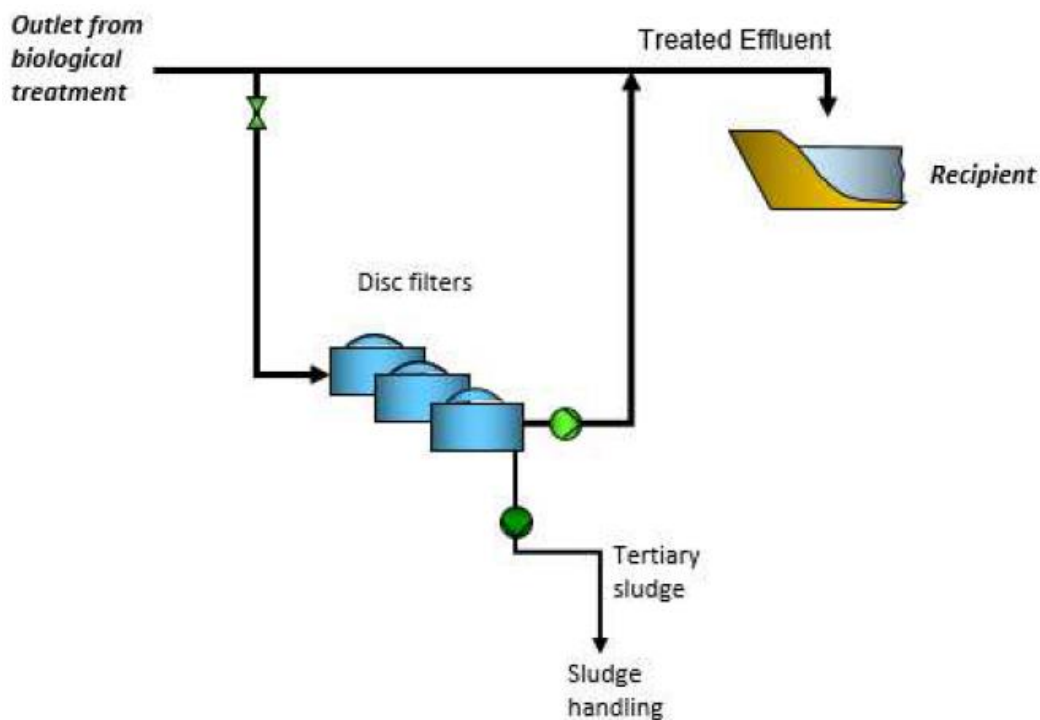 Outlet from
biological
treatment
Treated Effluent
Recipient
Disc filters
Tertiary
sludge
Sludge
handling